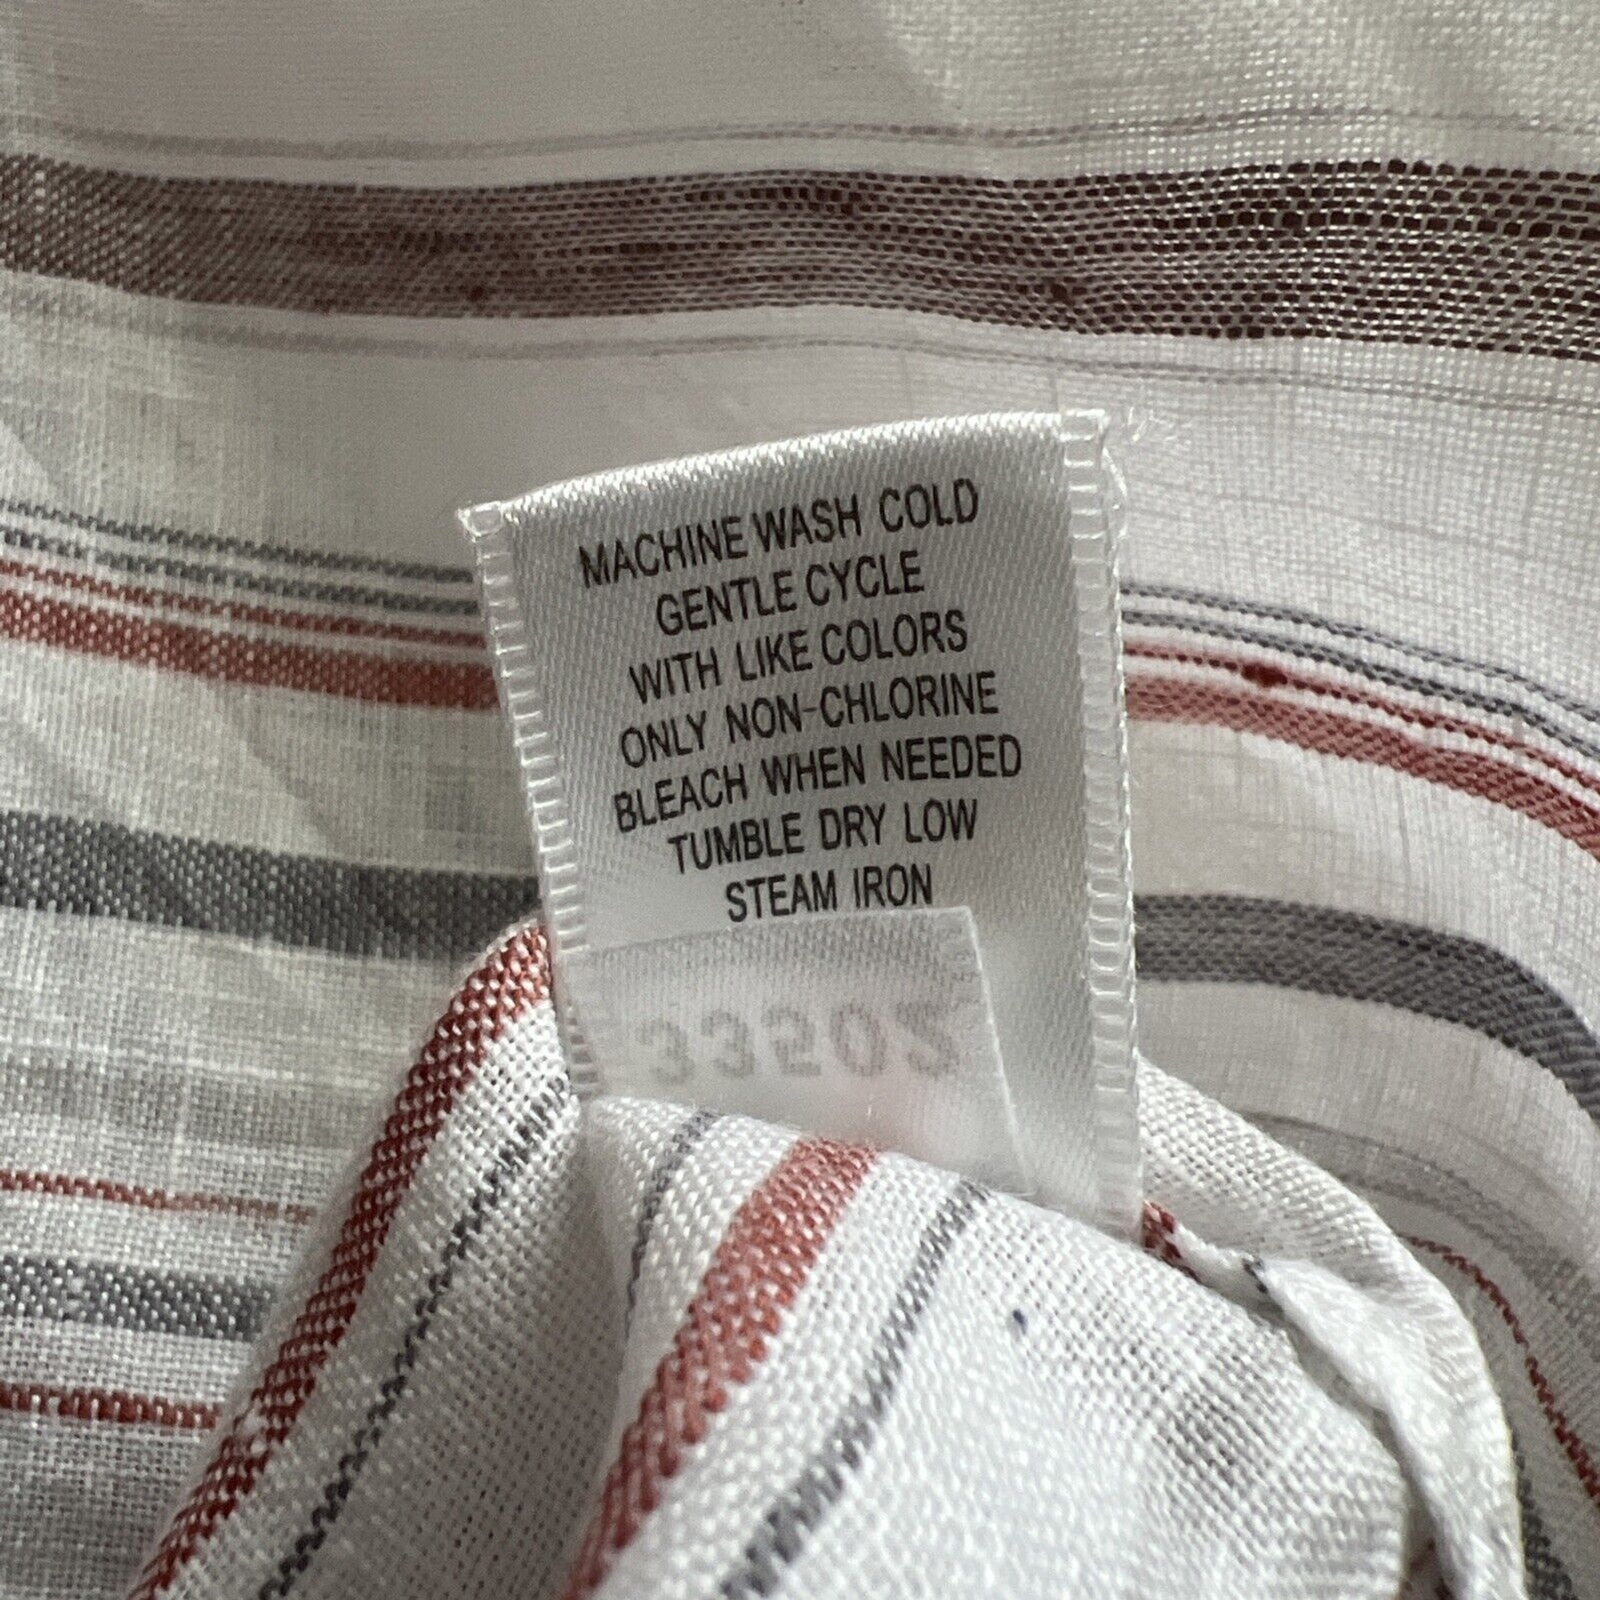 MACHINE WASH COLD
GENTLE CYCLE
WITH LIKE COLORS
ONLY NON-CHLORINE
BLEACH WHEN NEEDED
TUMBLE DRY LOW
STEAM IRON